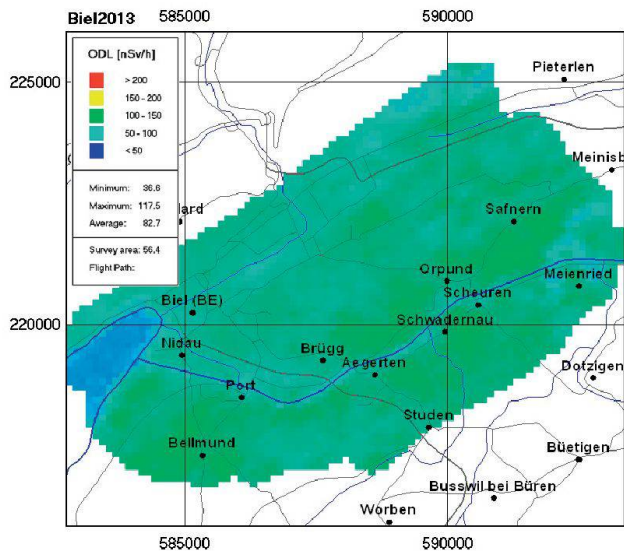 Biel2013
585000
590000
ODL [nSv/h]
> 200
150 - 200
100 - 150
50 - 100
< 50
Minimum: 36.6
Maximum: 117.5
Average: 82.7
Survey area: 56.4
Flight Path:
225000
Pieterlen
Meinisb
lard
Safnern
Orpund
Meienried
Scheuren
Biel (BE)
220000
Schwadernau
Nidau
Brügg
Aegerten
Dotzigen
Port
Studen
Bellmund
Büetigen
Busswil bei Büren
Worben
585000
590000